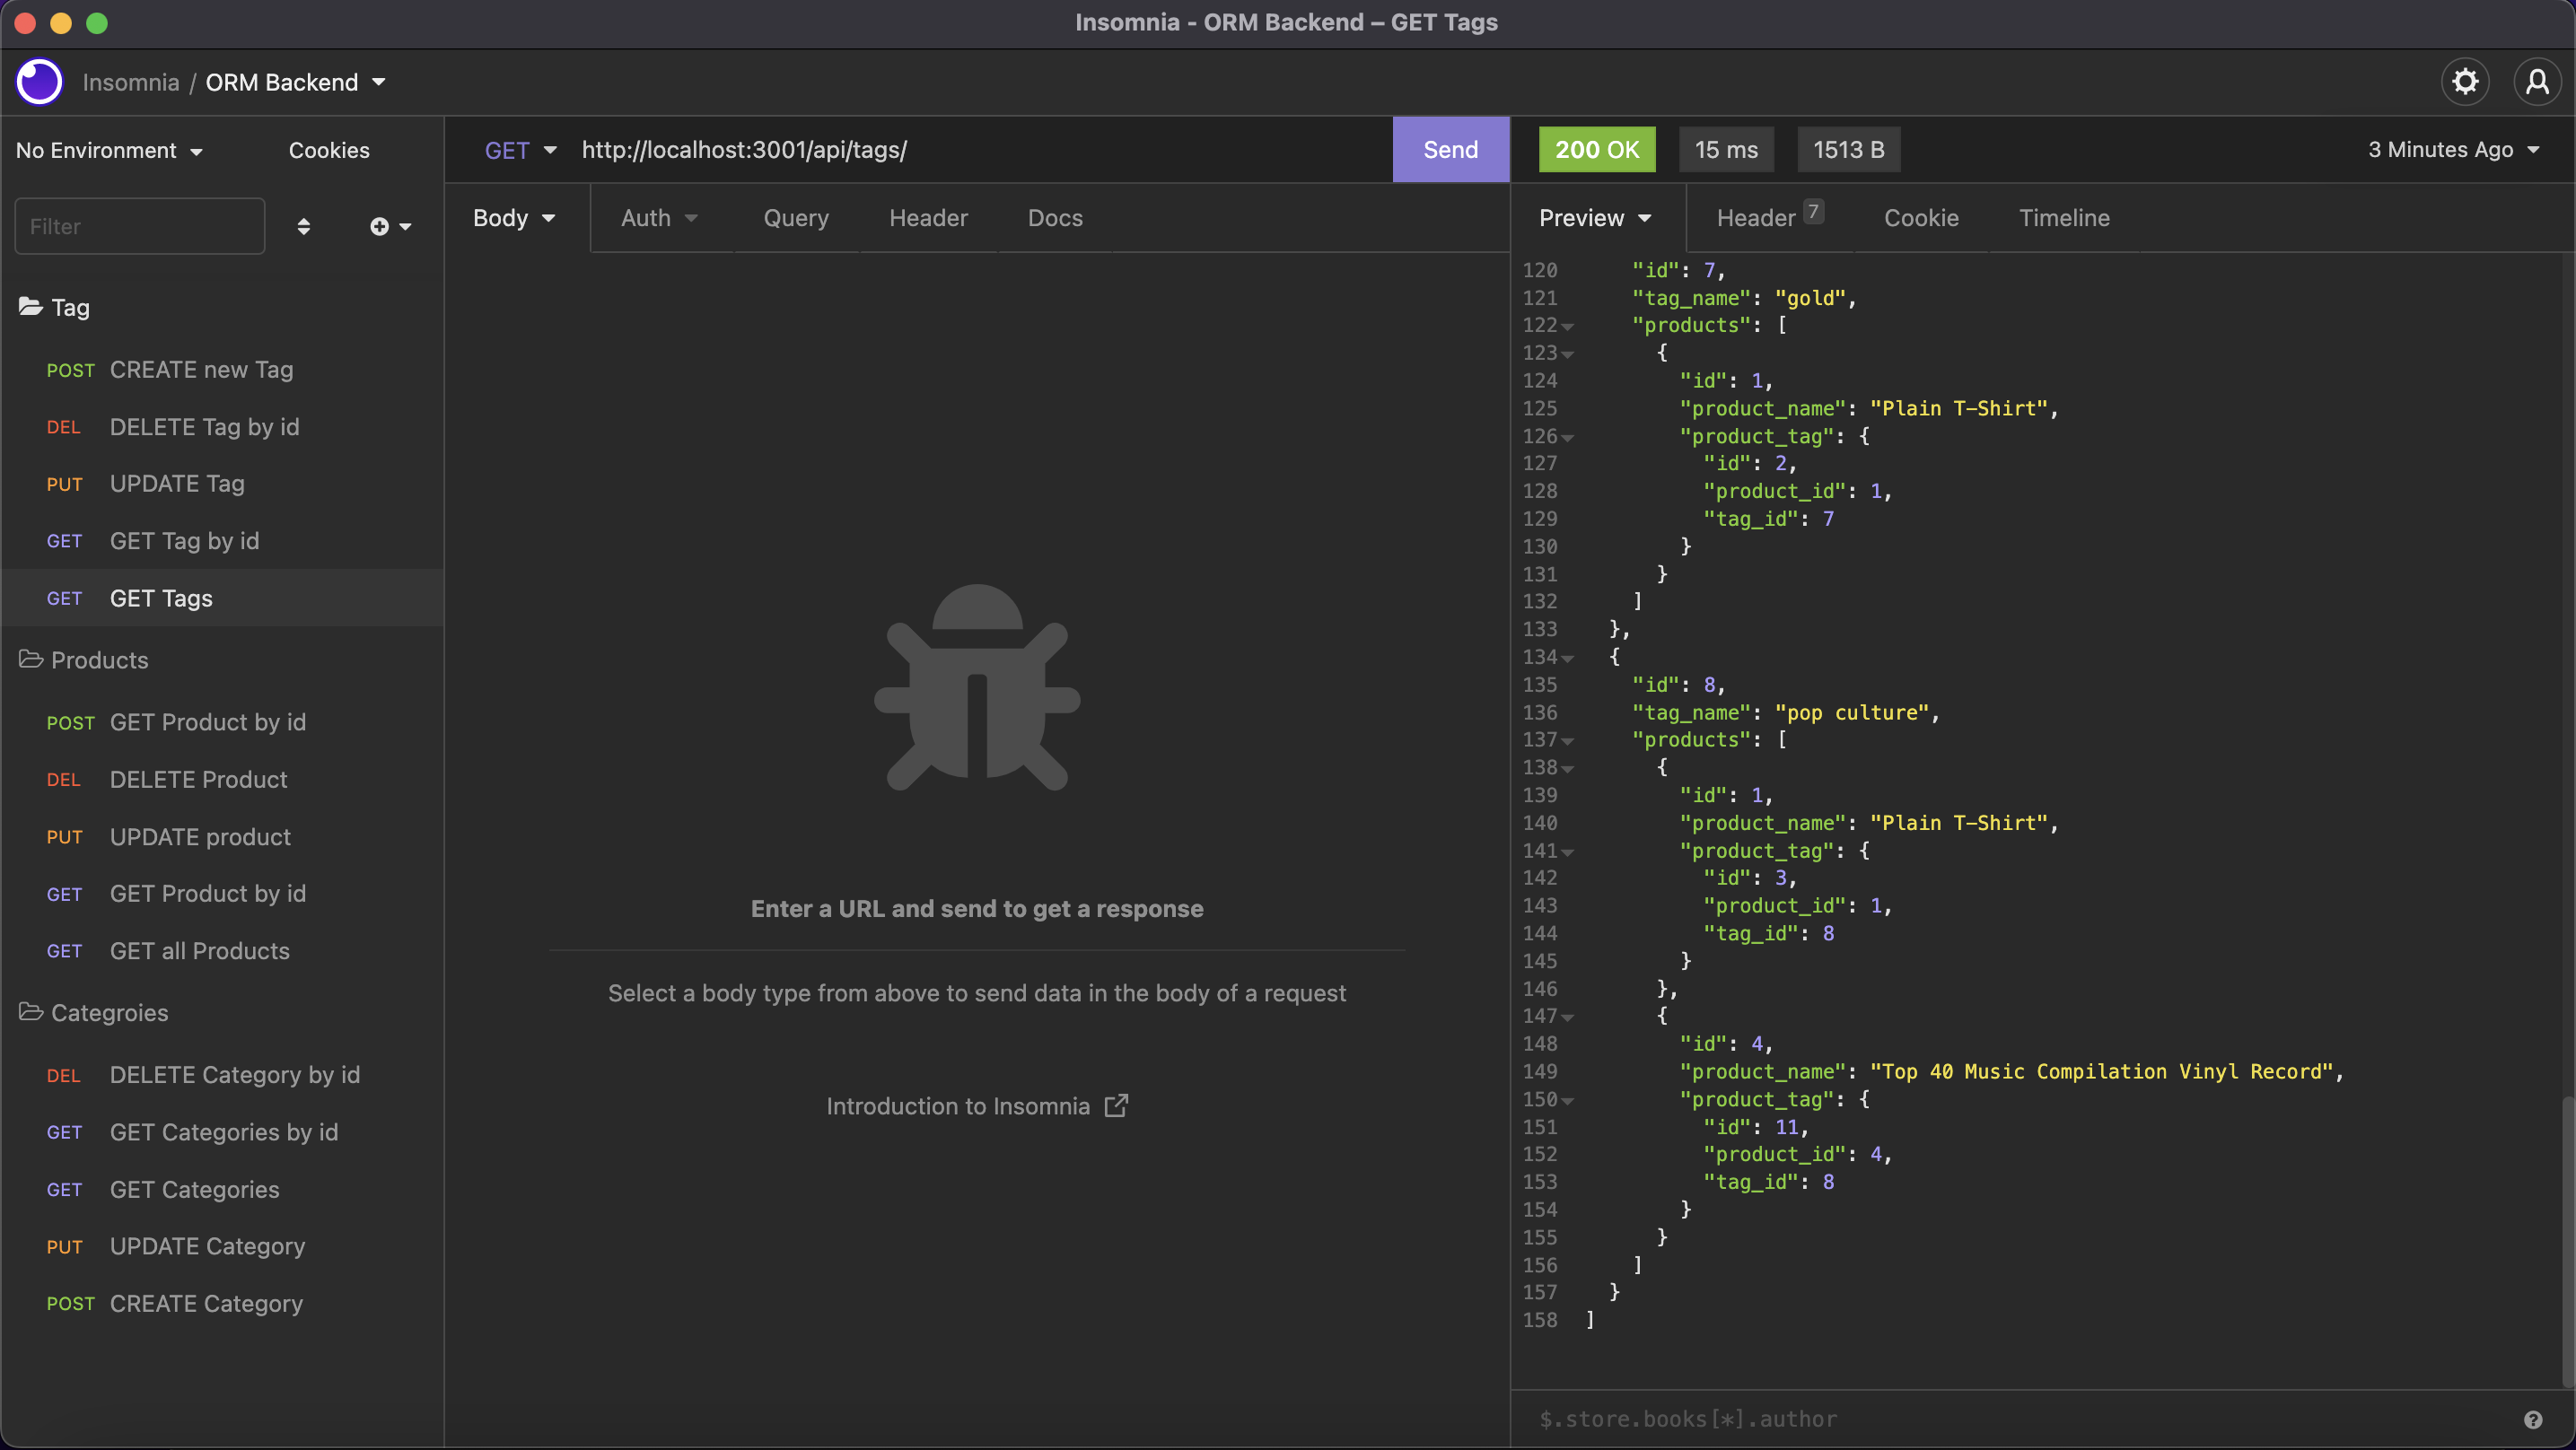 Insomnia - ORM Backend – GET Tags
Insomnia / ORM Backend
No Environment
Cookies
Filter
Tag
POST CREATE new Tag
DEL DELETE Tag by id
PUT UPDATE Tag
GET GET Tag by id
GET GET Tags
Products
POST GET Product by id
DEL DELETE Product
PUT UPDATE product
GET GET Product by id
GET GET all Products
Categroies
DEL DELETE Category by id
GET GET Categories by id
GET GET Categories
PUT UPDATE Category
POST CREATE Category
GET http://localhost:3001/api/tags/ Send
Body Auth Query Header Docs
Enter a URL and send to get a response
Select a body type from above to send data in the body of a request
Introduction to Insomnia
200 OK 15 ms 1513 B 3 Minutes Ago
Preview Header 7 Cookie Timeline
120 "id": 7,
121 "tag_name": "gold",
122 "products": [
123 {
124 "id": 1,
125 "product_name": "Plain T-Shirt",
126 "product_tag": {
127 "id": 2,
128 "product_id": 1,
129 "tag_id": 7
130 }
131 }
132 ]
133 },
134 {
135 "id": 8,
136 "tag_name": "pop culture",
137 "products": [
138 {
139 "id": 1,
140 "product_name": "Plain T-Shirt",
141 "product_tag": {
142 "id": 3,
143 "product_id": 1,
144 "tag_id": 8
145 }
146 },
147 {
148 "id": 4,
149 "product_name": "Top 40 Music Compilation Vinyl Record",
150 "product_tag": {
151 "id": 11,
152 "product_id": 4,
153 "tag_id": 8
154 }
155 }
156 ]
157 }
158 ]
$.store.books[*].author
?